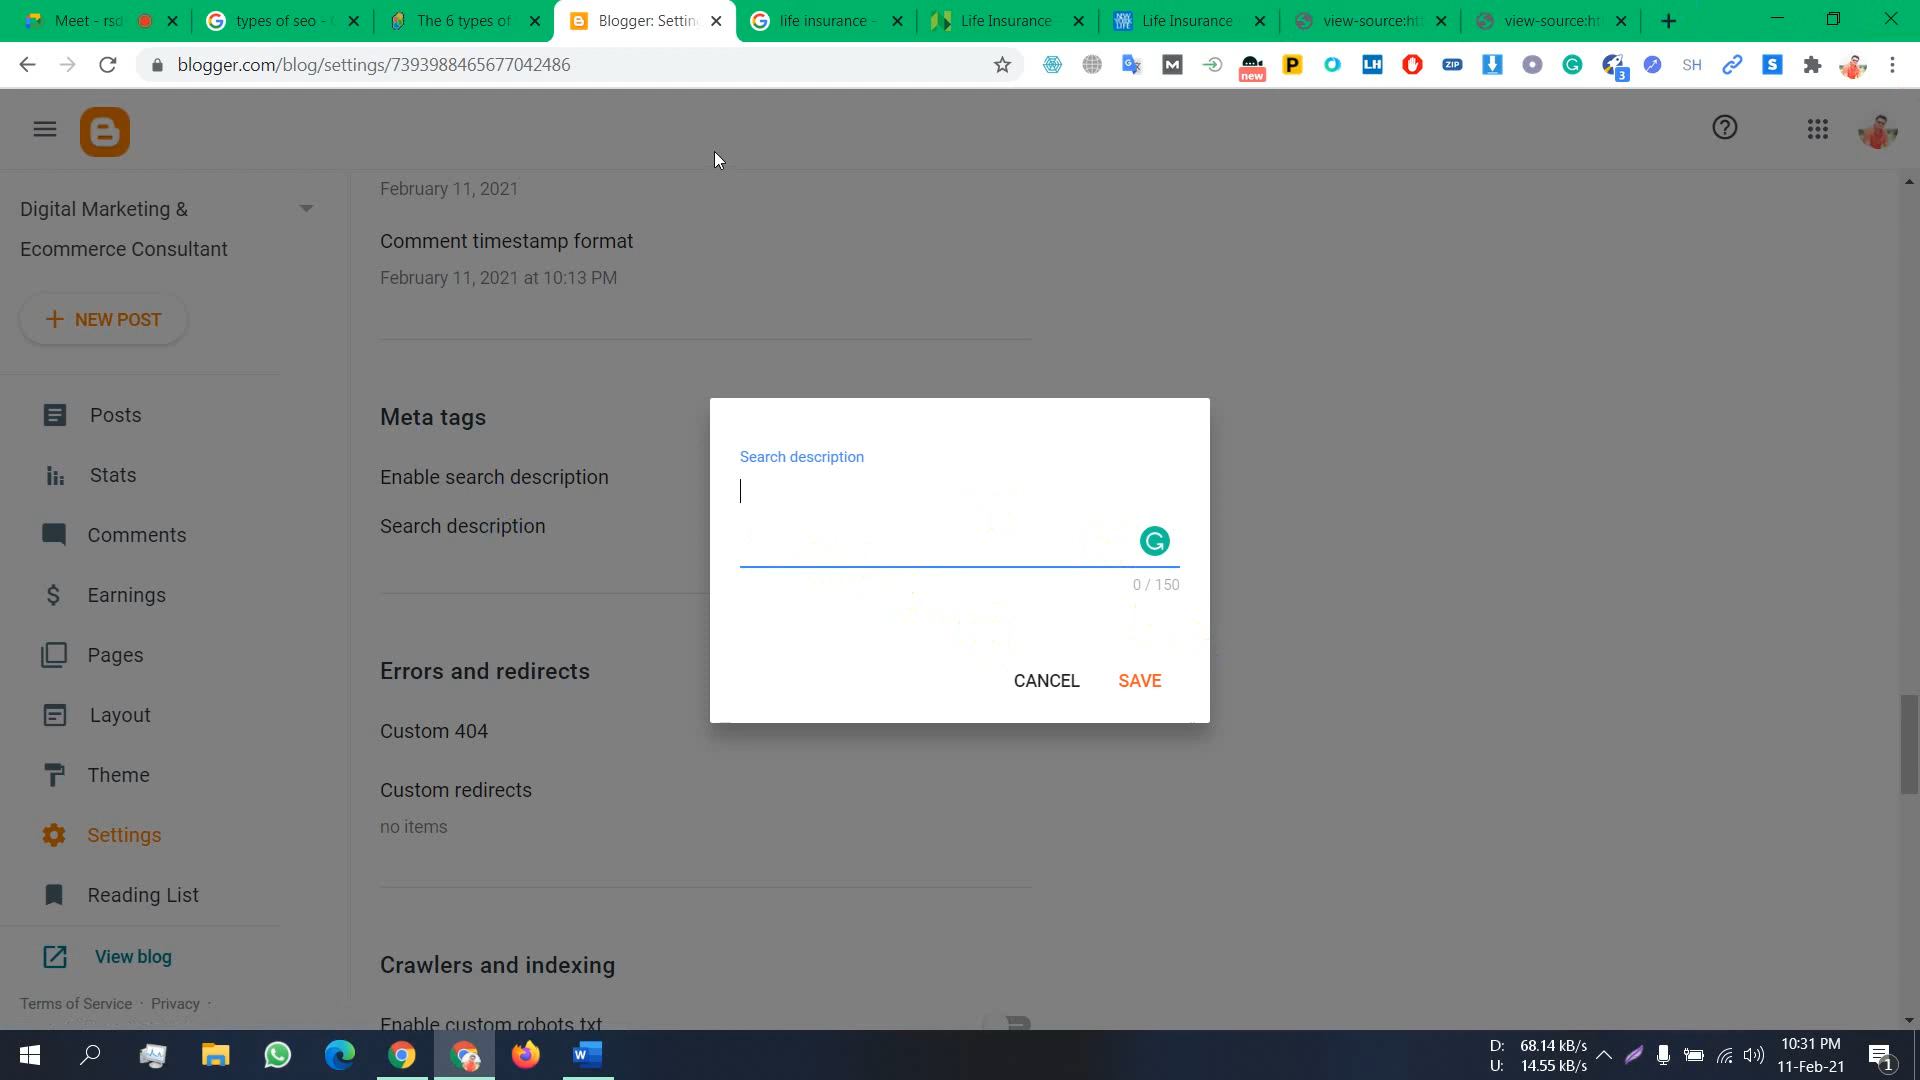 Meet - rsd
types of seo -
The 6 types of
Blogger: Settin
life insurance -
Life Insurance
Life Insurance
view-source:ht
view-source:ht
blogger.com/blog/settings/7393988465677042486
new
ZIP
3
SH
Digital Marketing &
Ecommerce Consultant
NEW POST
Posts
Stats
Comments
Earnings
Pages
Layout
Theme
Settings
Reading List
View blog
Terms of Service · Privacy ·
February 11, 2021
Comment timestamp format
February 11, 2021 at 10:13 PM
Meta tags
Enable search description
Search description
Errors and redirects
Custom 404
Custom redirects
no items
Crawlers and indexing
Enable custom robots.txt
Search description
0 / 150
CANCEL
SAVE
D: 68.14 kB/s
U: 14.55 kB/s
10:31 PM
11-Feb-21
1